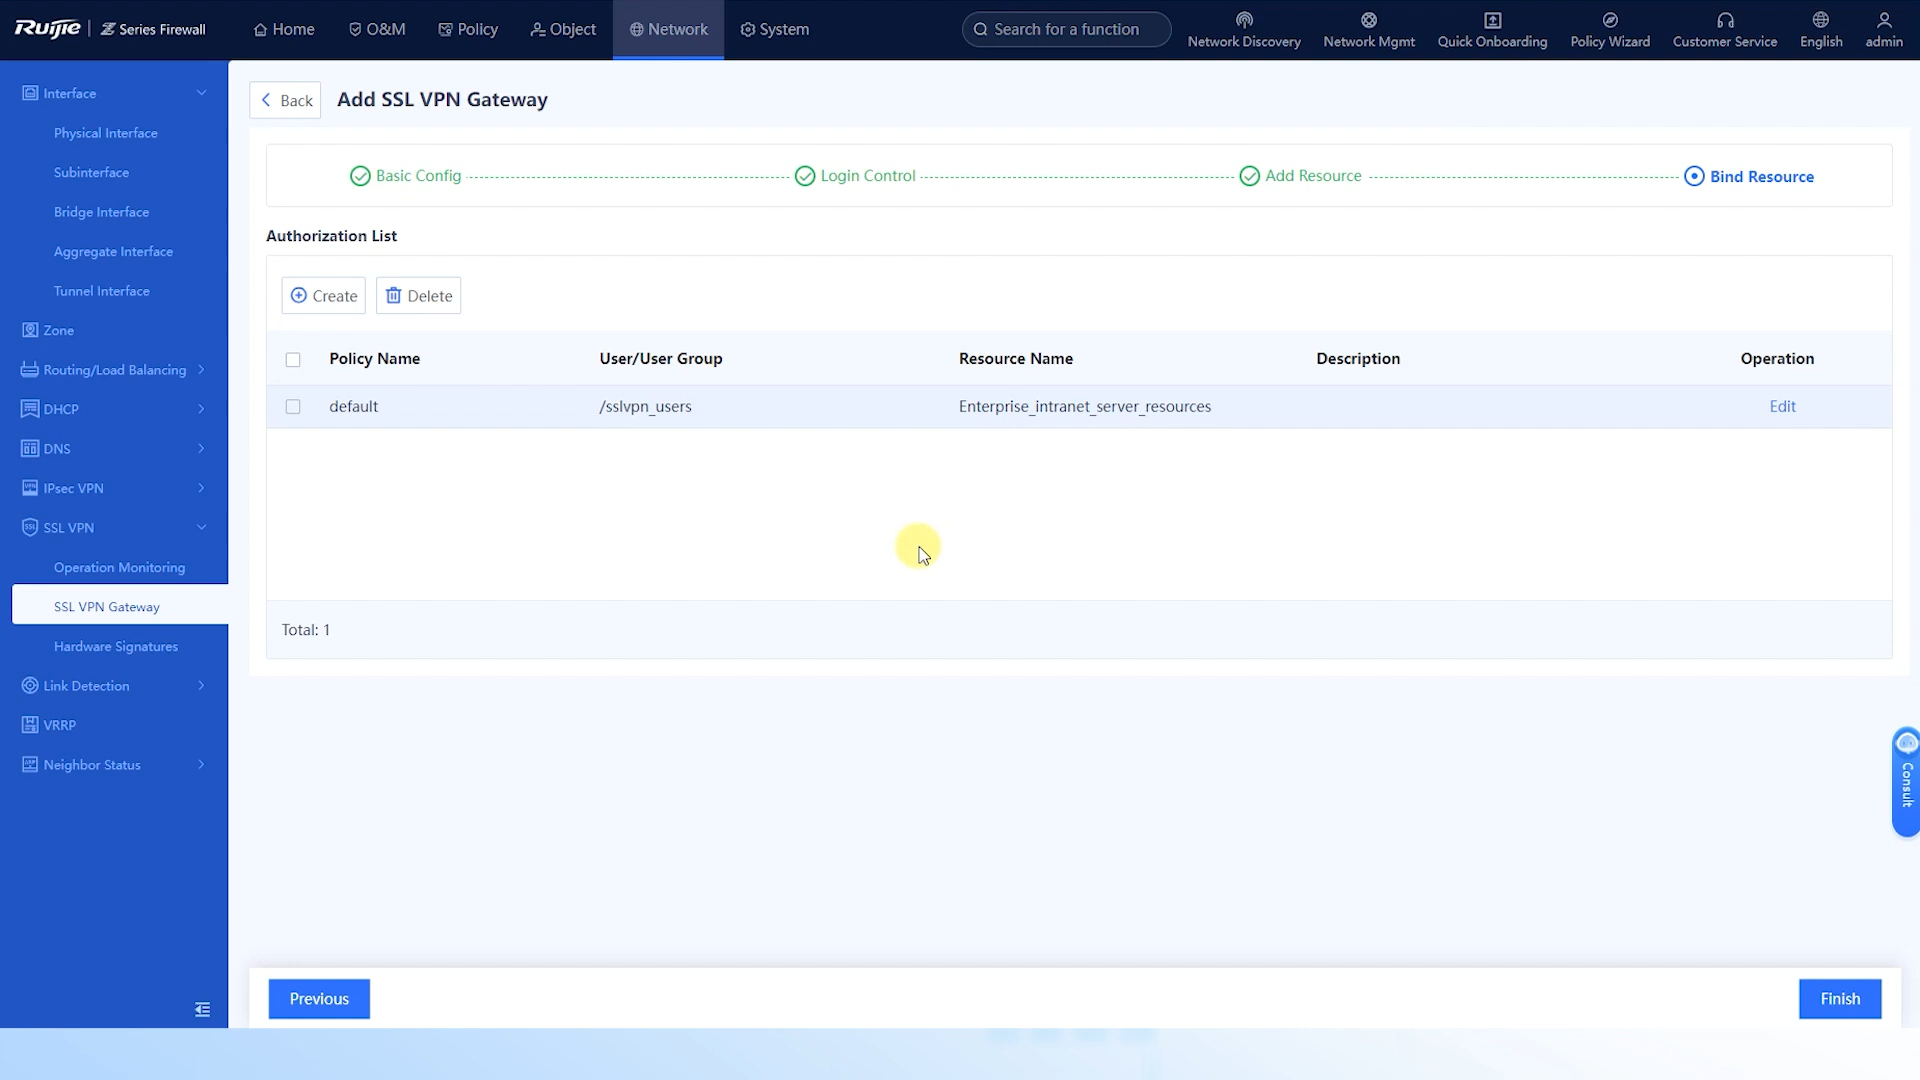 Ruijie | Z Series Firewall
Home
O&M
Policy
Object
Network
System
Search for a function
Network Discovery
Network Mgmt
Quick Onboarding
Policy Wizard
Customer Service
English
admin
Interface
Physical Interface
Subinterface
Bridge Interface
Aggregate Interface
Tunnel Interface
Zone
Routing/Load Balancing
DHCP
DNS
IPsec VPN
SSL VPN
Operation Monitoring
SSL VPN Gateway
Hardware Signatures
Link Detection
VRRP
Neighbor Status
Back
Add SSL VPN Gateway
Basic Config
Login Control
Add Resource
Bind Resource
Authorization List
Create
Delete
Policy Name
User/User Group
Resource Name
Description
Operation
default
/sslvpn_users
Enterprise_intranet_server_resources
Edit
Total: 1
Consult
Previous
Finish